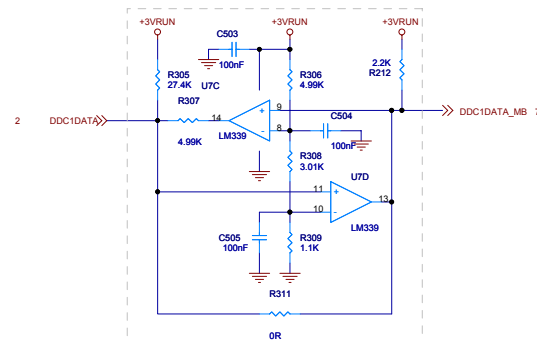 +3VRUN
+3VRUN
+3VRUN
C503
100nF
R305
27.4K
U7C
R306
4.99K
2.2K
R212
R307
2
DDC1DATA
14
9
8
DDC1DATA_MB
4.99K
LM339
C504
100nF
R308
3.01K
U7D
11
10
13
C505
100nF
R309
1.1K
LM339
R311
0R